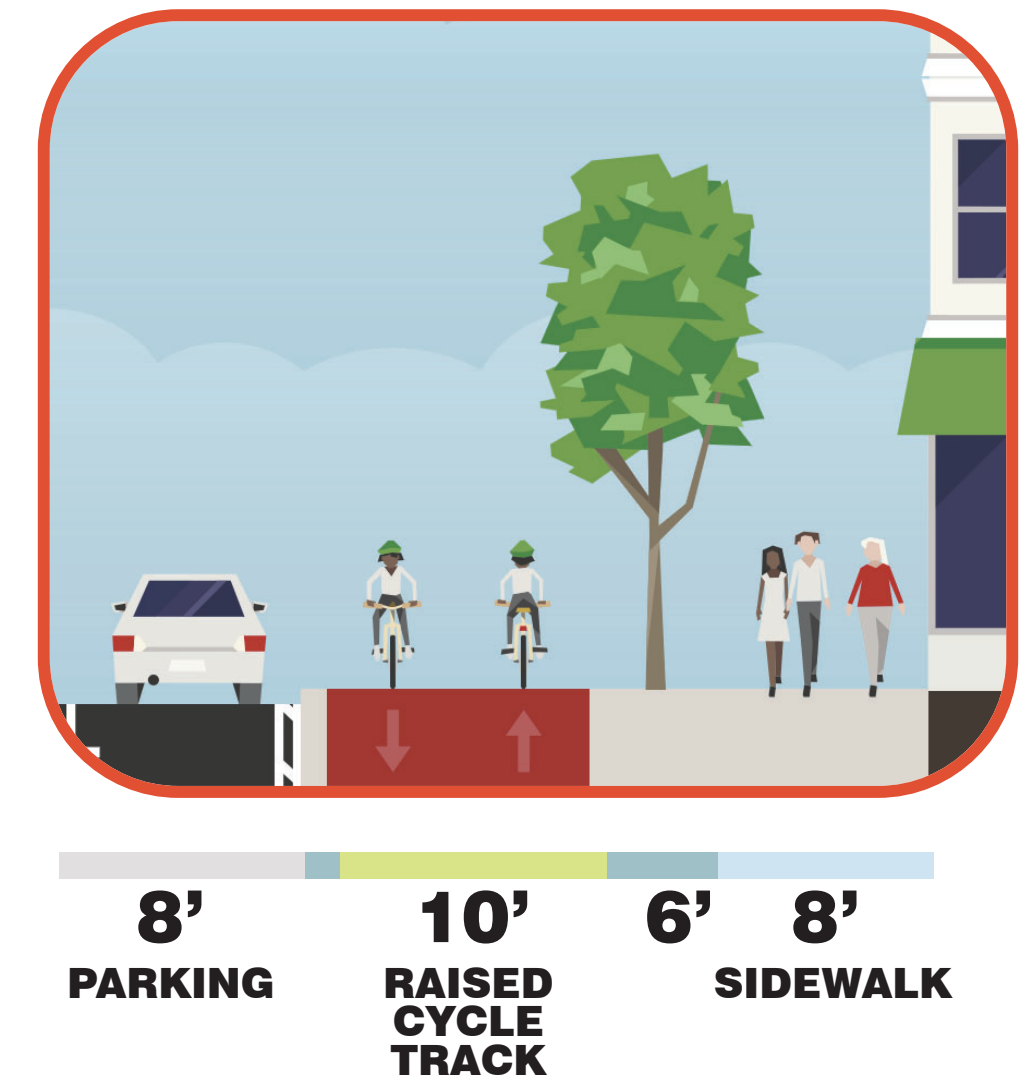 8’ 10’ 6’ 8’
PARKING RAISED SIDEWALK
CYCLE
TRACK